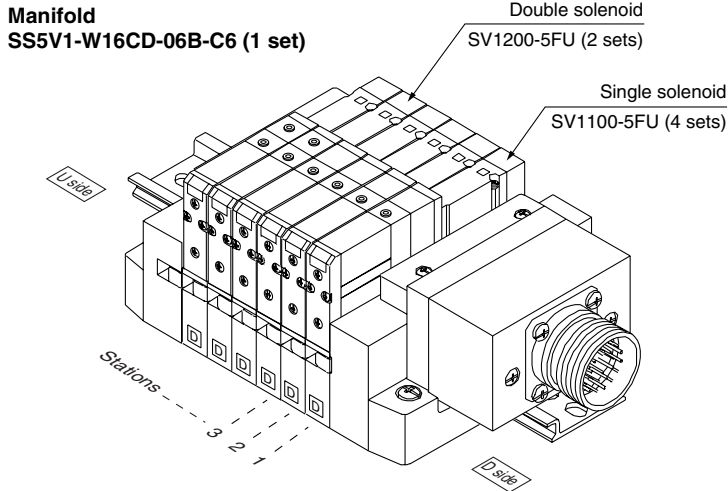 Manifold
SS5V1-W16CD-06B-C6 (1 set)
Double solenoid
SV1200-5FU (2 sets)
Single solenoid
SV1100-5FU (4 sets)
U side
D D D D D D
Stations
3
2
1
D side